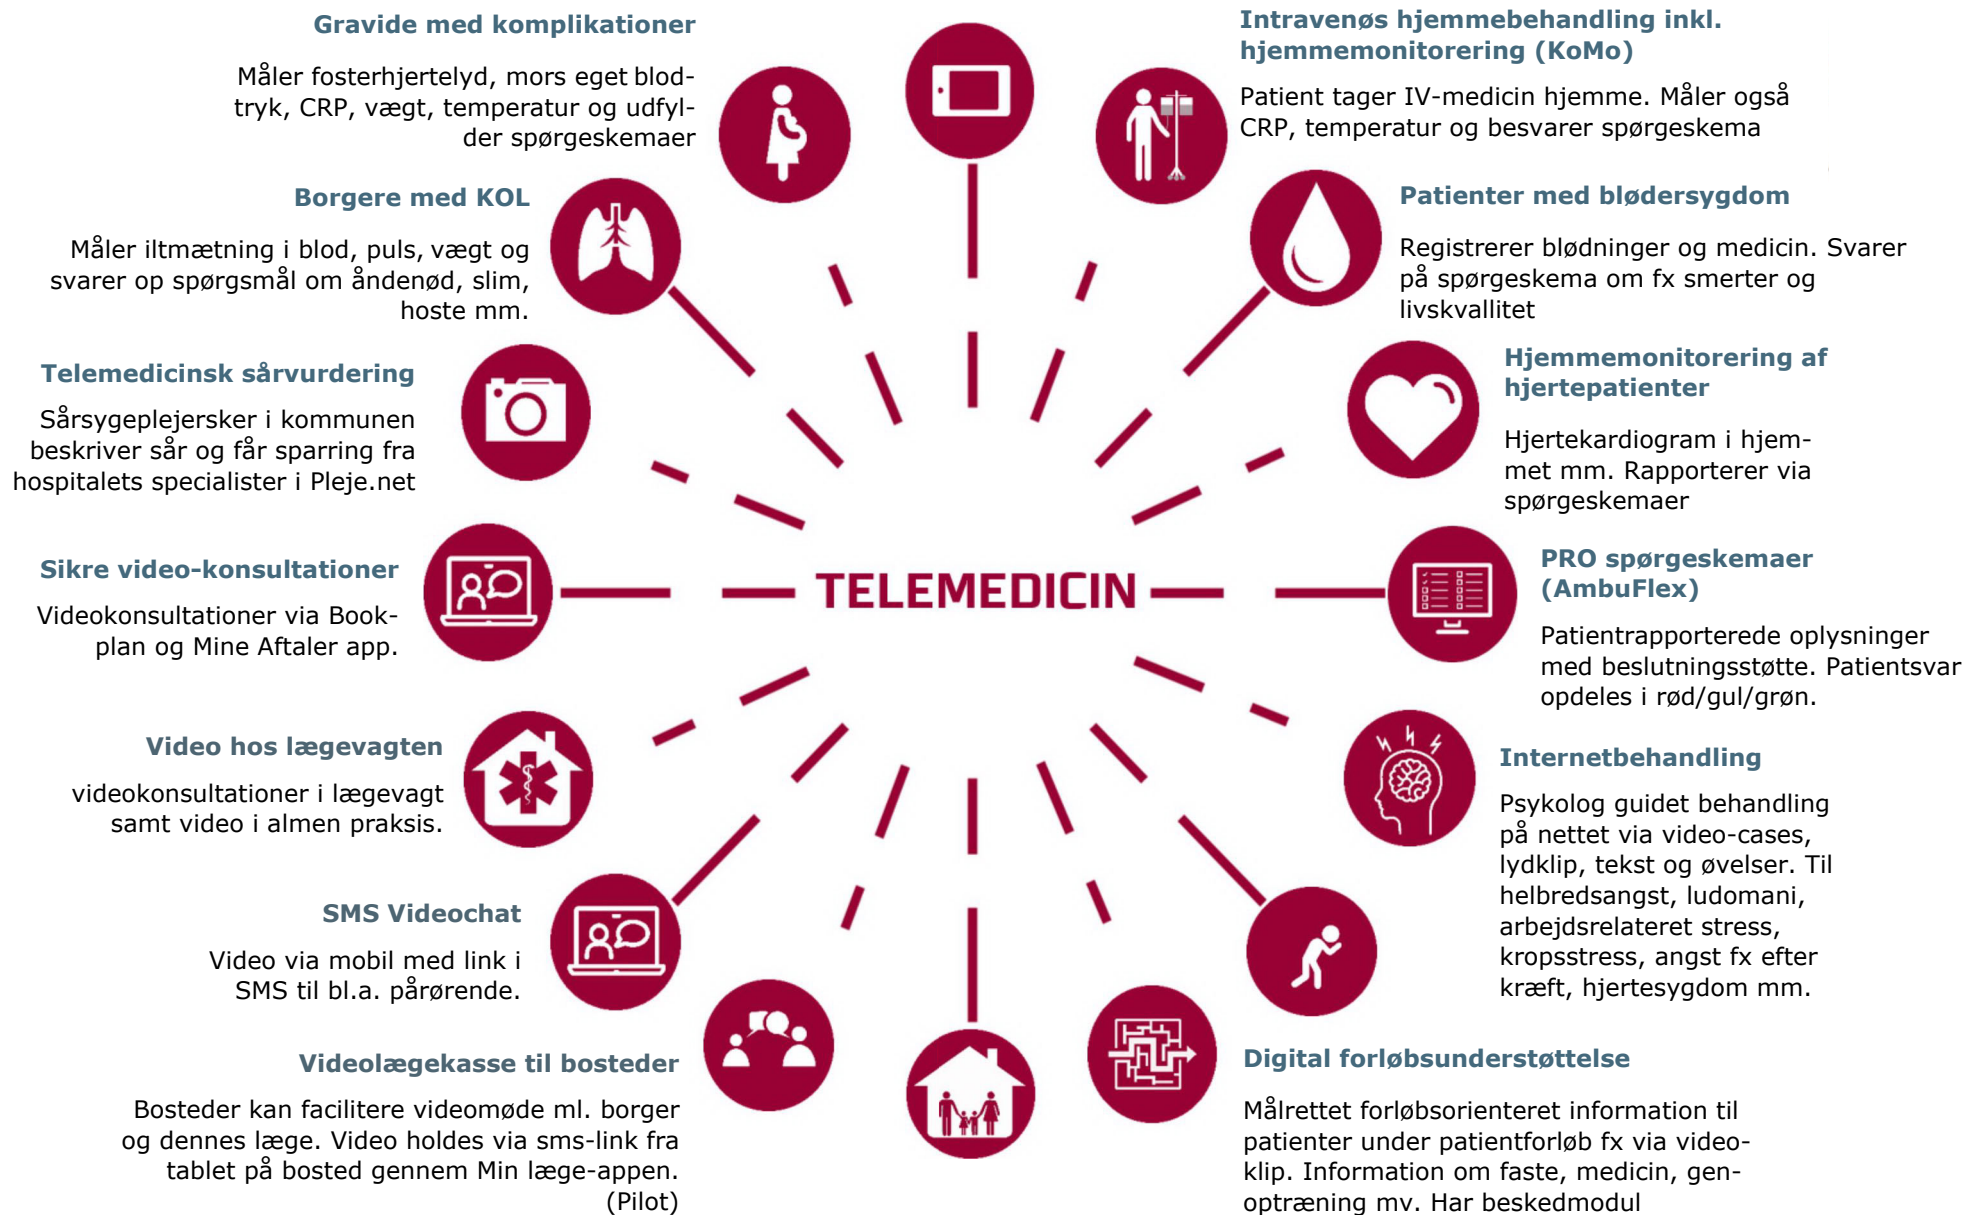 Gravide med komplikationer
Måler fosterhjertelyd, mors eget blod-
tryk, CRP, vægt, temperatur og udfyl-
der spørgeskemaer
Borgere med KOL
Måler iltmætning i blod, puls, vægt og
svarer op spørgsmål om åndenød, slim,
hoste mm.
Telemedicinsk sårvurdering
Sårsygeplejersker i kommunen
beskriver sår og får sparring fra
hospitalets specialister i Pleje.net
Sikre video-konsultationer
Videokonsultationer via Book-
plan og Mine Aftaler app.
Video hos lægevagten
videokonsultationer i lægevagt
samt video i almen praksis.
SMS Videochat
Video via mobil med link i
SMS til bl.a. pårørende.
Videolægekasse til bosteder
Bosteder kan facilitere videomøde ml. borger
og dennes læge. Video holdes via sms-link fra
tablet på bosted gennem Min læge-appen.
(Pilot)
TELEMEDICIN
Intravenøs hjemmebehandling inkl.
hjemmemonitorering (KoMo)
Patient tager IV-medicin hjemme. Måler også
CRP, temperatur og besvarer spørgeskema
Patienter med blødersygdom
Registrerer blødninger og medicin. Svarer
på spørgeskema om fx smerter og
livskvallitet
Hjemmemonitorering af
hjertepatienter
Hjertekardiogram i hjem-
met mm. Rapporterer via
spørgeskemaer
PRO spørgeskemaer
(AmbuFlex)
Patientrapporterede oplysninger
med beslutningsstøtte. Patientsvar
opdeles i rød/gul/grøn.
Internetbehandling
Psykolog guidet behandling
på nettet via video-cases,
lydklip, tekst og øvelser. Til
helbredsangst, ludomani,
arbejdsrelateret stress,
kropsstress, angst fx efter
kræft, hjertesygdom mm.
Digital forløbsunderstøttelse
Målrettet forløbsorienteret information til
patienter under patientforløb fx via video-
klip. Information om faste, medicin, gen-
optræning mv. Har beskedmodul